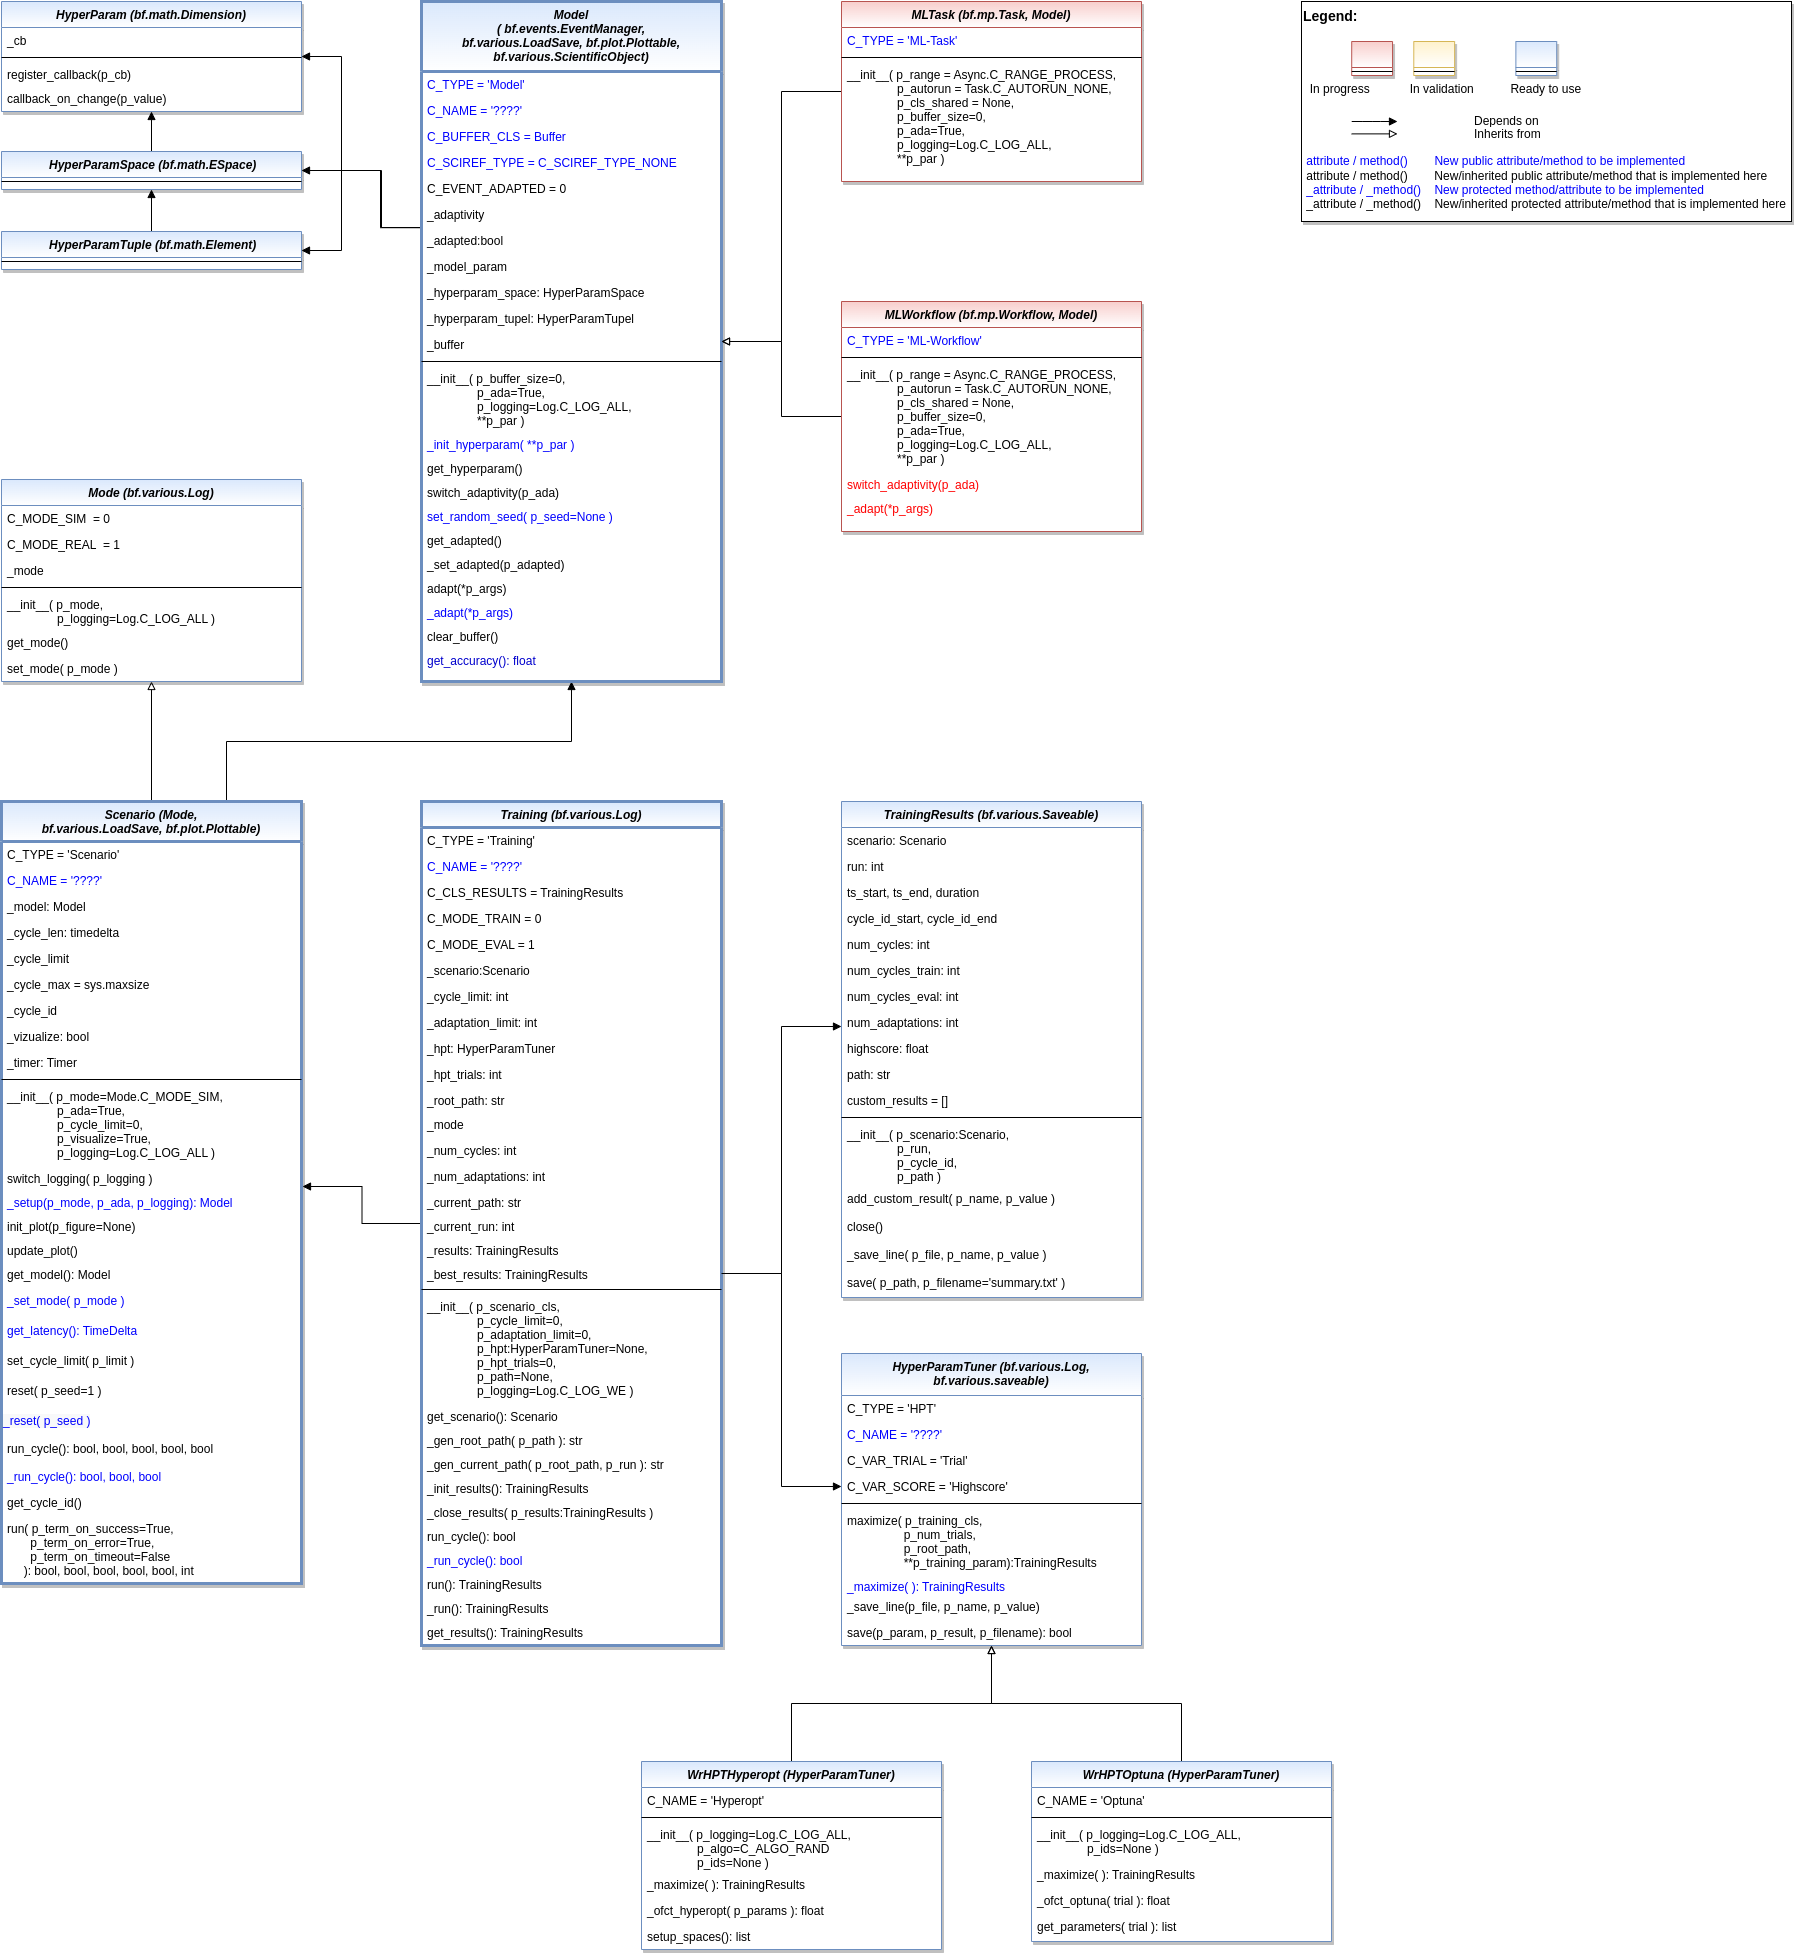 HyperParam (bf.math.Dimension)
_cb
register_callback(p_cb)
callback_on_change(p_value)
HyperParamSpace (bf.math.ESpace)
HyperParamTuple (bf.math.Element)
Model
( bf.events.EventManager,
bf.various.LoadSave, bf.plot.Plottable,
bf.various.ScientificObject)
C_TYPE = 'Model'
C_NAME = '????'
C_BUFFER_CLS = Buffer
C_SCIREF_TYPE = C_SCIREF_TYPE_NONE
C_EVENT_ADAPTED = 0
_adaptivity
_adapted:bool
_model_param
_hyperparam_space: HyperParamSpace
_hyperparam_tupel: HyperParamTupel
_buffer
__init__( p_buffer_size=0,
p_ada=True,
p_logging=Log.C_LOG_ALL,
**p_par )
_init_hyperparam( **p_par )
get_hyperparam()
switch_adaptivity(p_ada)
set_random_seed( p_seed=None )
get_adapted()
_set_adapted(p_adapted)
adapt(*p_args)
_adapt(*p_args)
clear_buffer()
get_accuracy(): float
MLTask (bf.mp.Task, Model)
C_TYPE = 'ML-Task'
__init__( p_range = Async.C_RANGE_PROCESS,
p_autorun = Task.C_AUTORUN_NONE,
p_cls_shared = None,
p_buffer_size=0,
p_ada=True,
p_logging=Log.C_LOG_ALL,
**p_par )
MLWorkflow (bf.mp.Workflow, Model)
C_TYPE = 'ML-Workflow'
__init__( p_range = Async.C_RANGE_PROCESS,
p_autorun = Task.C_AUTORUN_NONE,
p_cls_shared = None,
p_buffer_size=0,
p_ada=True,
p_logging=Log.C_LOG_ALL,
**p_par )
switch_adaptivity(p_ada)
_adapt(*p_args)
Legend:
In progress In validation Ready to use
Depends on
Inherits from
attribute / method() New public attribute/method to be implemented
attribute / method() New/inherited public attribute/method that is implemented here
_attribute / _method() New protected method/attribute to be implemented
_attribute / _method() New/inherited protected attribute/method that is implemented here
Mode (bf.various.Log)
C_MODE_SIM = 0
C_MODE_REAL = 1
_mode
__init__( p_mode,
p_logging=Log.C_LOG_ALL )
get_mode()
set_mode( p_mode )
Scenario (Mode,
bf.various.LoadSave, bf.plot.Plottable)
C_TYPE = 'Scenario'
C_NAME = '????'
_model: Model
_cycle_len: timedelta
_cycle_limit
_cycle_max = sys.maxsize
_cycle_id
_vizualize: bool
_timer: Timer
__init__( p_mode=Mode.C_MODE_SIM,
p_ada=True,
p_cycle_limit=0,
p_visualize=True,
p_logging=Log.C_LOG_ALL )
switch_logging( p_logging )
_setup(p_mode, p_ada, p_logging): Model
init_plot(p_figure=None)
update_plot()
get_model(): Model
_set_mode( p_mode )
get_latency(): TimeDelta
set_cycle_limit( p_limit )
reset( p_seed=1 )
_reset( p_seed )
run_cycle(): bool, bool, bool, bool, bool
_run_cycle(): bool, bool, bool
get_cycle_id()
run( p_term_on_success=True,
p_term_on_error=True,
p_term_on_timeout=False
): bool, bool, bool, bool, bool, int
Training (bf.various.Log)
C_TYPE = 'Training'
C_NAME = '????'
C_CLS_RESULTS = TrainingResults
C_MODE_TRAIN = 0
C_MODE_EVAL = 1
_scenario:Scenario
_cycle_limit: int
_adaptation_limit: int
_hpt: HyperParamTuner
_hpt_trials: int
_root_path: str
_mode
_num_cycles: int
_num_adaptations: int
_current_path: str
_current_run: int
_results: TrainingResults
_best_results: TrainingResults
__init__( p_scenario_cls,
p_cycle_limit=0,
p_adaptation_limit=0,
p_hpt:HyperParamTuner=None,
p_hpt_trials=0,
p_path=None,
p_logging=Log.C_LOG_WE )
get_scenario(): Scenario
_gen_root_path( p_path ): str
_gen_current_path( p_root_path, p_run ): str
_init_results(): TrainingResults
_close_results( p_results:TrainingResults )
run_cycle(): bool
_run_cycle(): bool
run(): TrainingResults
_run(): TrainingResults
get_results(): TrainingResults
TrainingResults (bf.various.Saveable)
scenario: Scenario
run: int
ts_start, ts_end, duration
cycle_id_start, cycle_id_end
num_cycles: int
num_cycles_train: int
num_cycles_eval: int
num_adaptations: int
highscore: float
path: str
custom_results = []
__init__( p_scenario:Scenario,
p_run,
p_cycle_id,
p_path )
add_custom_result( p_name, p_value )
close()
_save_line( p_file, p_name, p_value )
save( p_path, p_filename='summary.txt' )
HyperParamTuner (bf.various.Log,
bf.various.saveable)
C_TYPE = 'HPT'
C_NAME = '????'
C_VAR_TRIAL = 'Trial'
C_VAR_SCORE = 'Highscore'
maximize( p_training_cls,
p_num_trials,
p_root_path,
**p_training_param):TrainingResults
_maximize( ): TrainingResults
_save_line(p_file, p_name, p_value)
save(p_param, p_result, p_filename): bool
WrHPTHyperopt (HyperParamTuner)
C_NAME = 'Hyperopt'
__init__( p_logging=Log.C_LOG_ALL,
p_algo=C_ALGO_RAND
p_ids=None )
_maximize( ): TrainingResults
_ofct_hyperopt( p_params ): float
setup_spaces(): list
WrHPTOptuna (HyperParamTuner)
C_NAME = 'Optuna'
__init__( p_logging=Log.C_LOG_ALL,
p_ids=None )
_maximize( ): TrainingResults
_ofct_optuna( trial ): float
get_parameters( trial ): list